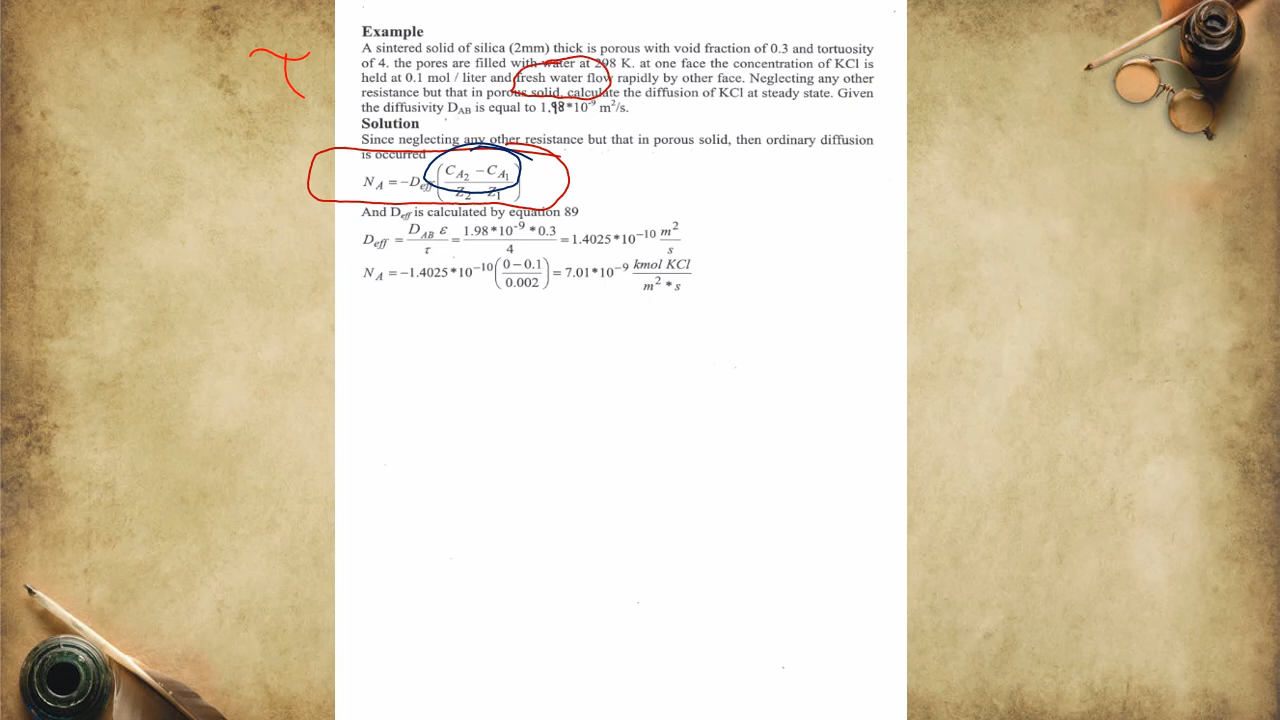 τ
Example
A sintered solid of silica (2mm) thick is porous with void fraction of 0.3 and tortuosity
of 4. the pores are filled with water at 298 K. at one face the concentration of KCl is
held at 0.1 mol / liter and fresh water flow rapidly by other face. Neglecting any other
resistance but that in porous solid, calculate the diffusion of KCl at steady state. Given
the diffusivity D_AB is equal to 1.98*10^-9 m²/s.
Solution
Since neglecting any other resistance but that in porous solid, then ordinary diffusion
is occurred
N_A = -D_eff ((C_A2 - C_A1) / (Z_2 - Z_1))
And D_eff is calculated by equation 89
D_eff = D_AB ε / τ = 1.98*10^-9 * 0.3 / 4 = 1.4025*10^-10 m²/s
N_A = -1.4025*10^-10 ((0-0.1) / 0.002) = 7.01*10^-9 kmol KCl / m² * s